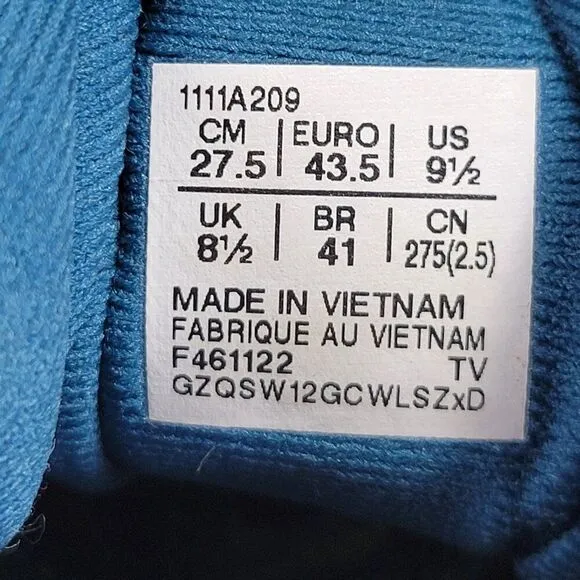 1111A209
CM | EURO | US
27.5 | 43.5 | 9½
UK | BR | CN
8½ | 41 | 275(2.5)
MADE IN VIETNAM
FABRIQUE AU VIETNAM
F461122 TV
GZQSW12GCWLSZxD